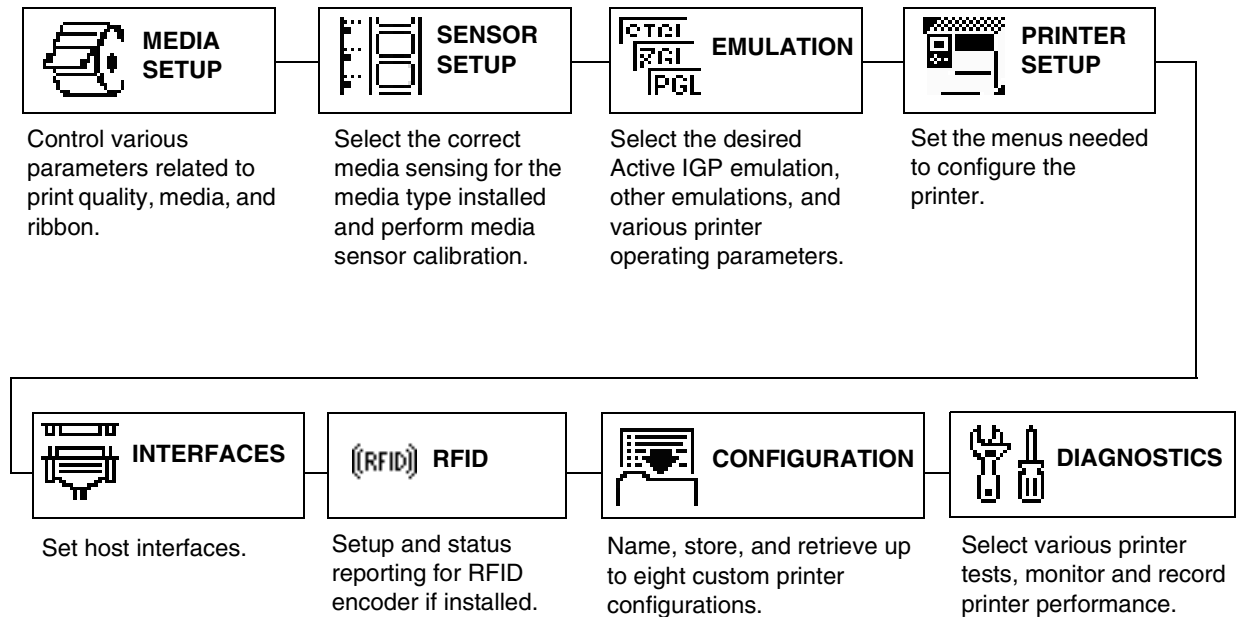 MEDIA
SETUP
Control various
parameters related to
print quality, media, and
ribbon.
SENSOR
SETUP
Select the correct
media sensing for the
media type installed
and perform media
sensor calibration.
PGL
EMULATION
Select the desired
Active IGP emulation,
other emulations, and
various printer
operating parameters.
PRINTER
SETUP
Set the menus needed
to configure the
printer.
INTERFACES
Set host interfaces.
((RFID))
RFID
Setup and status
reporting for RFID
encoder if installed.
CONFIGURATION
Name, store, and retrieve up
to eight custom printer
configurations.
DIAGNOSTICS
Select various printer
tests, monitor and record
printer performance.